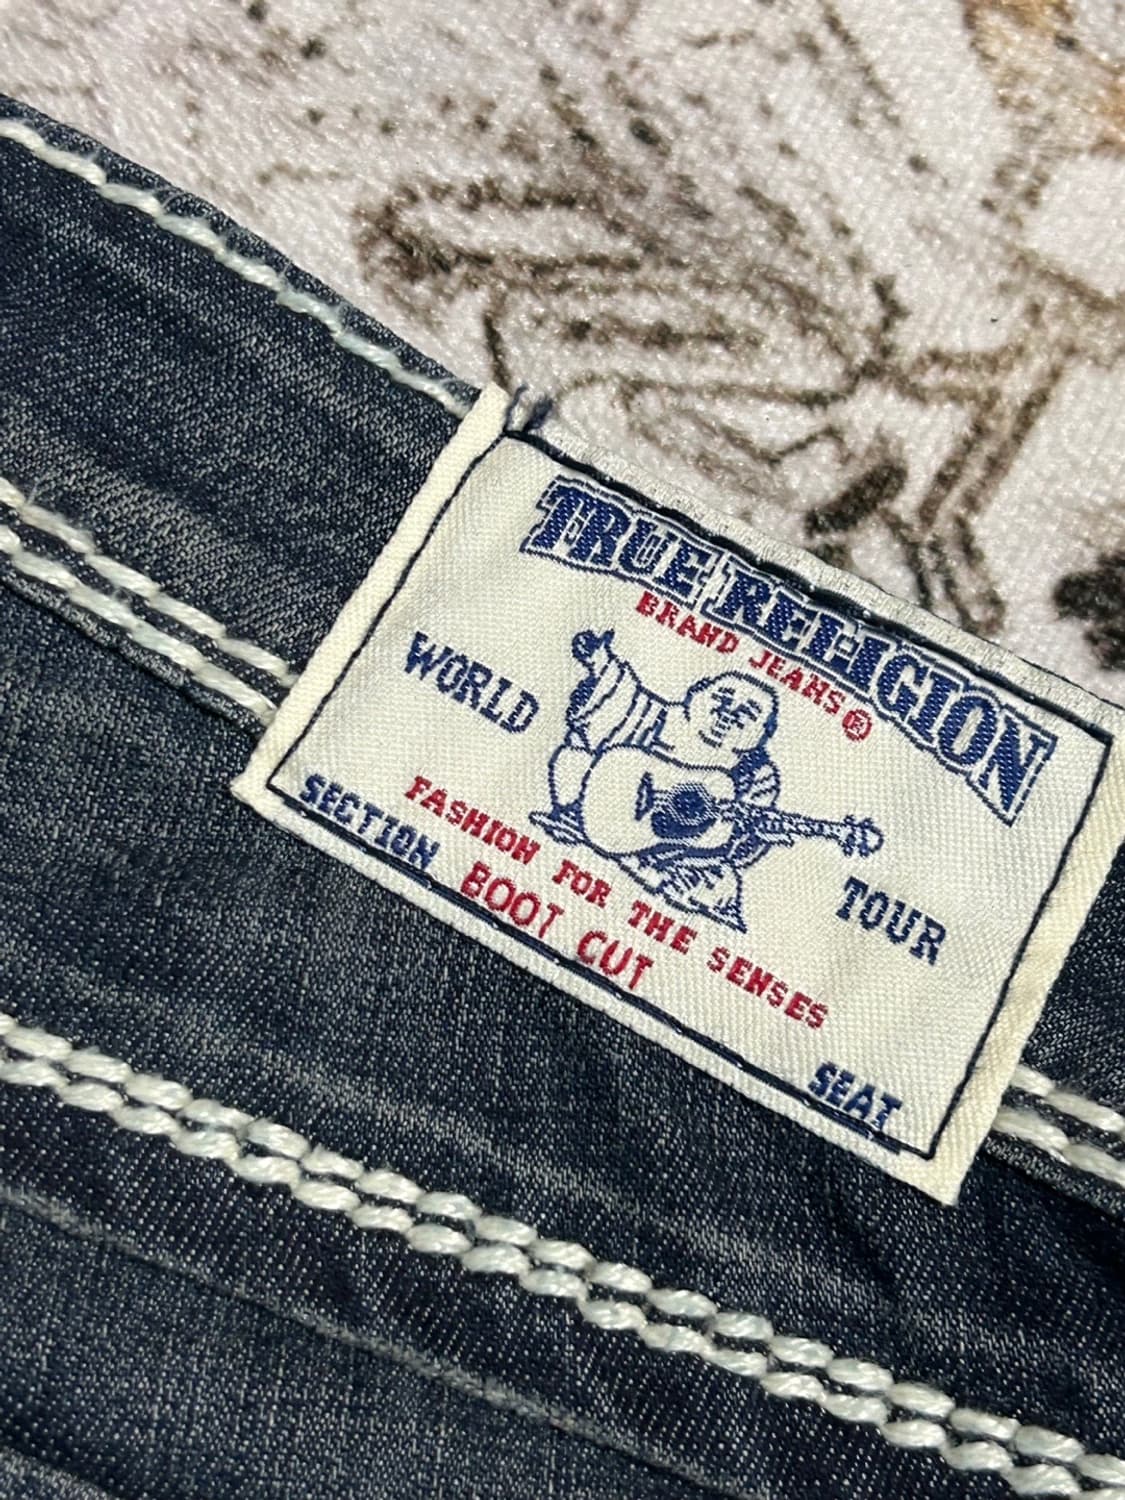 TRUE RELIGION
BRAND JEANS®
WORLD TOUR
FASHION FOR THE SENSES
SECTION BOOT CUT SEAT